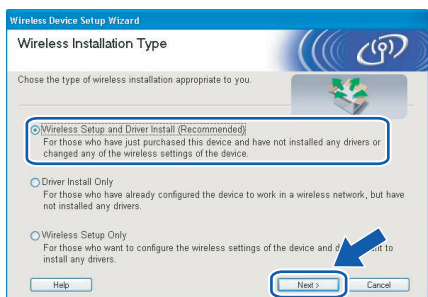 Wireless Device Setup Wizard
Wireless Installation Type
Chose the type of wireless installation appropriate to you.
Wireless Setup and Driver Install (Recommended)
For those who have just purchased this device and have not installed any drivers or
changed any of the wireless settings of the device.
Driver Install Only
For those who have already configured the device to work in a wireless network, but have
not installed any drivers.
Wireless Setup Only
For those who want to configure the wireless settings of the device and to
install any drivers.
Help
Next >
Cancel